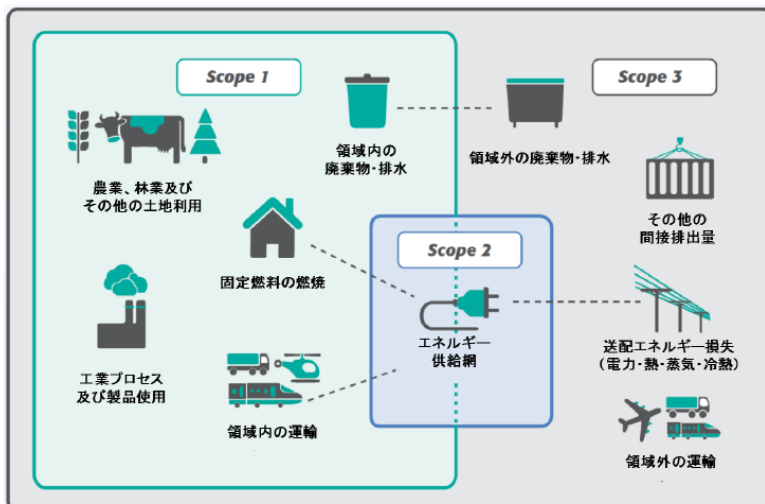 Scope 1
Scope 3
領域内の
廃棄物・排水
領域外の廃棄物・排水
農業、林業及び
その他の土地利用
その他の
間接排出量
Scope 2
固定燃料の燃焼
エネルギー
供給網
送配エネルギー損失
(電力・熱・蒸気・冷熱)
工業プロセス
及び製品使用
領域内の運輸
領域外の運輸